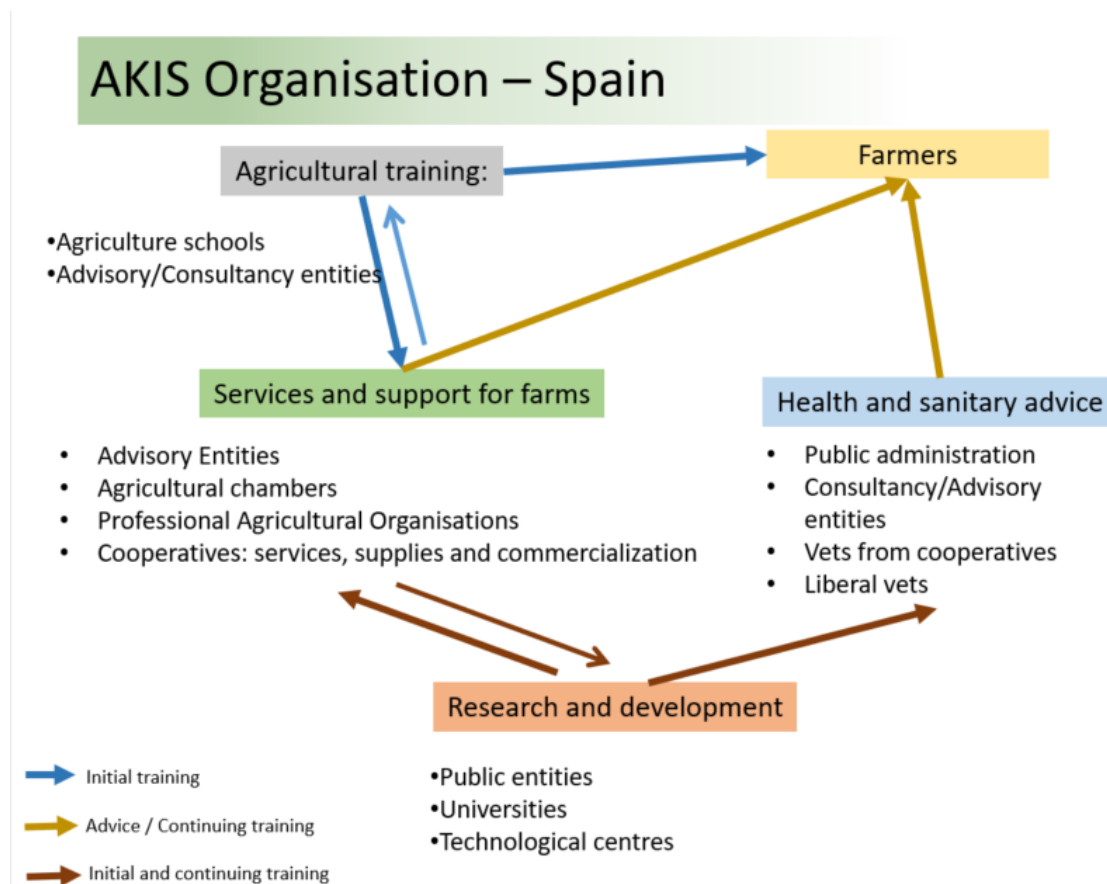 AKIS Organisation – Spain
Agricultural training:
Farmers
•Agriculture schools
•Advisory/Consultancy entities
Services and support for farms
Health and sanitary advice
• Advisory Entities
• Agricultural chambers
• Professional Agricultural Organisations
• Cooperatives: services, supplies and commercialization
• Public administration
• Consultancy/Advisory
entities
• Vets from cooperatives
• Liberal vets
Research and development
•Public entities
•Universities
•Technological centres
Initial training
Advice / Continuing training
Initial and continuing training